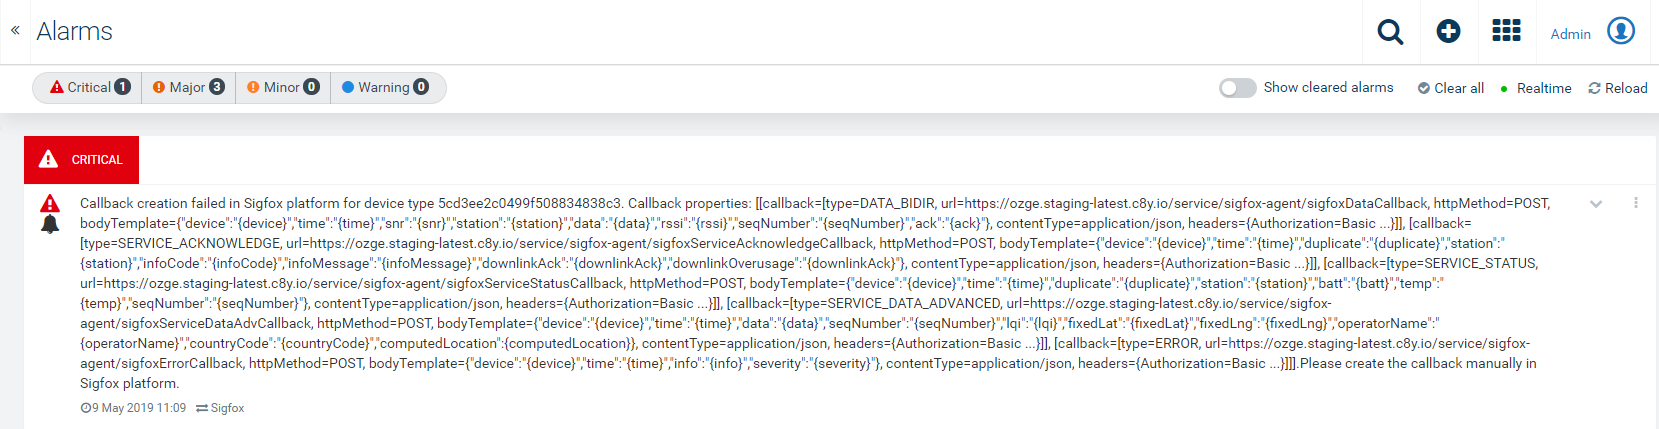 « Alarms Admin
Critical 1 Major 3 Minor 0 Warning 0 Show cleared alarms Clear all Realtime Reload
CRITICAL
Callback creation failed in Sigfox platform for device type 5cd3ee2c0499f508834838c3. Callback properties: [[callback=[type=DATA_BIDIR, url=https://ozge.staging-latest.c8y.io/service/sigfox-agent/sigfoxDataCallback, httpMethod=POST,
bodyTemplate={"device":"{device}","time":"{time}","snr":"{snr}","station":"{station}","data":"{data}","rssi":"{rssi}","seqNumber":"{seqNumber}","ack":"{ack}"}, contentType=application/json, headers={Authorization=Basic ...}]], [callback=
[type=SERVICE_ACKNOWLEDGE, url=https://ozge.staging-latest.c8y.io/service/sigfox-agent/sigfoxServiceAcknowledgeCallback, httpMethod=POST, bodyTemplate={"device":"{device}","time":"{time}","duplicate":"{duplicate}","station":"
{station}","infoCode":"{infoCode}","infoMessage":"{infoMessage}","downlinkAck":"{downlinkAck}","downlinkOverusage":"{downlinkAck}"}, contentType=application/json, headers={Authorization=Basic ...}]], [callback=[type=SERVICE_STATUS,
url=https://ozge.staging-latest.c8y.io/service/sigfox-agent/sigfoxServiceStatusCallback, httpMethod=POST, bodyTemplate={"device":"{device}","time":"{time}","duplicate":"{duplicate}","station":"{station}","batt":"{batt}","temp":"
{temp}","seqNumber":"{seqNumber}"}, contentType=application/json, headers={Authorization=Basic ...}]], [callback=[type=SERVICE_DATA_ADVANCED, url=https://ozge.staging-latest.c8y.io/service/sigfox-
agent/sigfoxServiceDataAdvCallback, httpMethod=POST, bodyTemplate={"device":"{device}","time":"{time}","data":"{data}","seqNumber":"{seqNumber}","lqi":"{lqi}","fixedLat":"{fixedLat}","fixedLng":"{fixedLng}","operatorName":"
{operatorName}","countryCode":"{countryCode}","computedLocation":{computedLocation}}, contentType=application/json, headers={Authorization=Basic ...}]], [callback=[type=ERROR, url=https://ozge.staging-latest.c8y.io/service/sigfox-
agent/sigfoxErrorCallback, httpMethod=POST, bodyTemplate={"device":"{device}","time":"{time}","info":"{info}","severity":"{severity}"}, contentType=application/json, headers={Authorization=Basic ...}]]].Please create the callback manually in
Sigfox platform.
9 May 2019 11:09 Sigfox